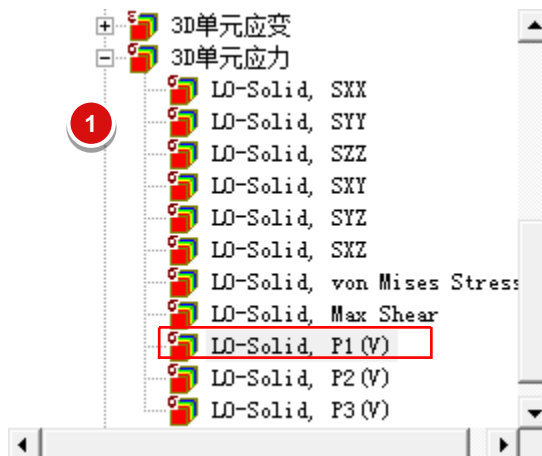 3D单元应变
3D单元应力
LO-Solid, SXX
1
LO-Solid, SYY
LO-Solid, SZZ
LO-Solid, SXY
LO-Solid, SYZ
LO-Solid, SXZ
LO-Solid, von Mises Stress
LO-Solid, Max Shear
LO-Solid, P1(V)
LO-Solid, P2(V)
LO-Solid, P3(V)